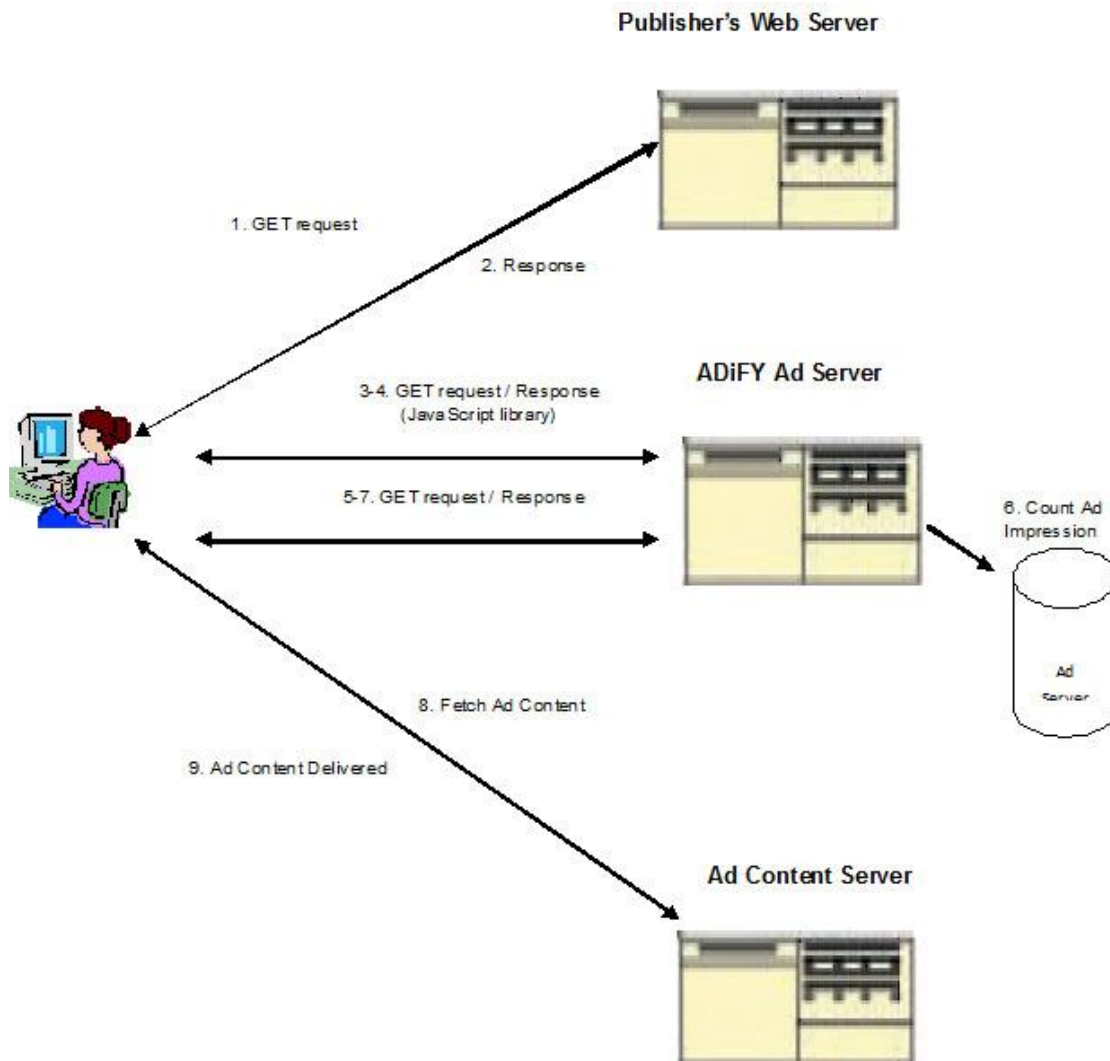 Publisher's Web Server
1. GET request
2. Response
ADiFY Ad Server
3-4. GET request / Response
(JavaScript library)
5-7. GET request / Response
6. Count Ad
Impression
Ad
Server
8. Fetch Ad Content
9. Ad Content Delivered
Ad Content Server